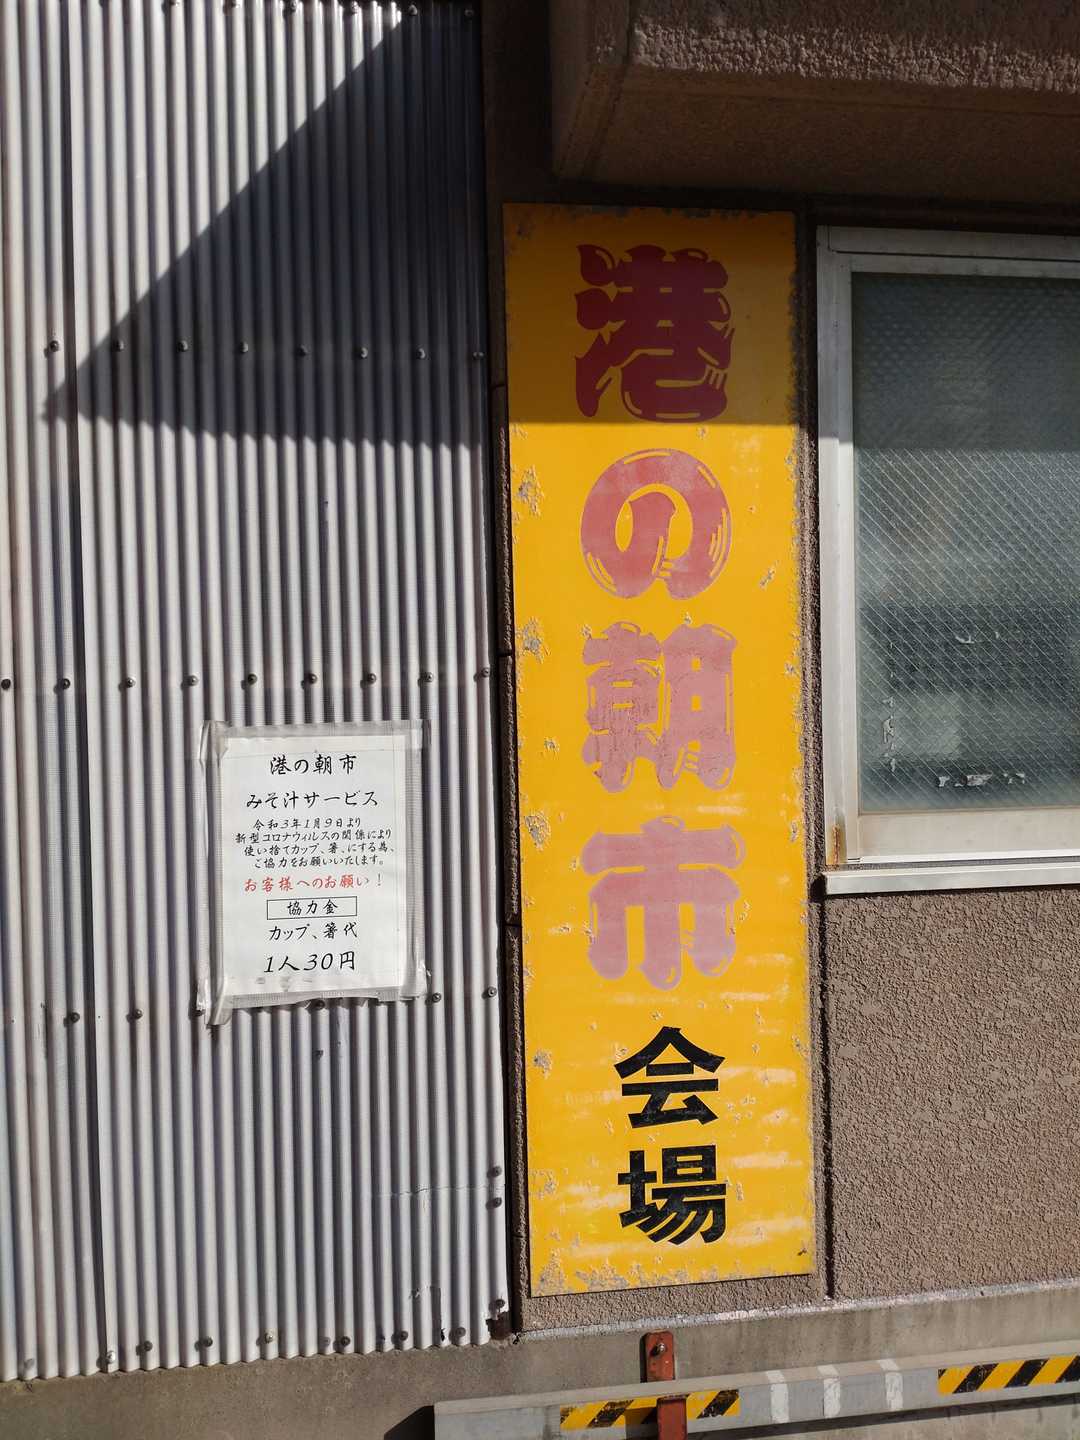 港の朝市会場
港の朝市
みそ汁サービス
令和3年1月9日より
新型コロナウィルスの関係により
使い捨てカップ、箸、にする為、
ご協力をお願いいたします。
お客様へのお願い！
協力金
カップ、箸代
1人30円